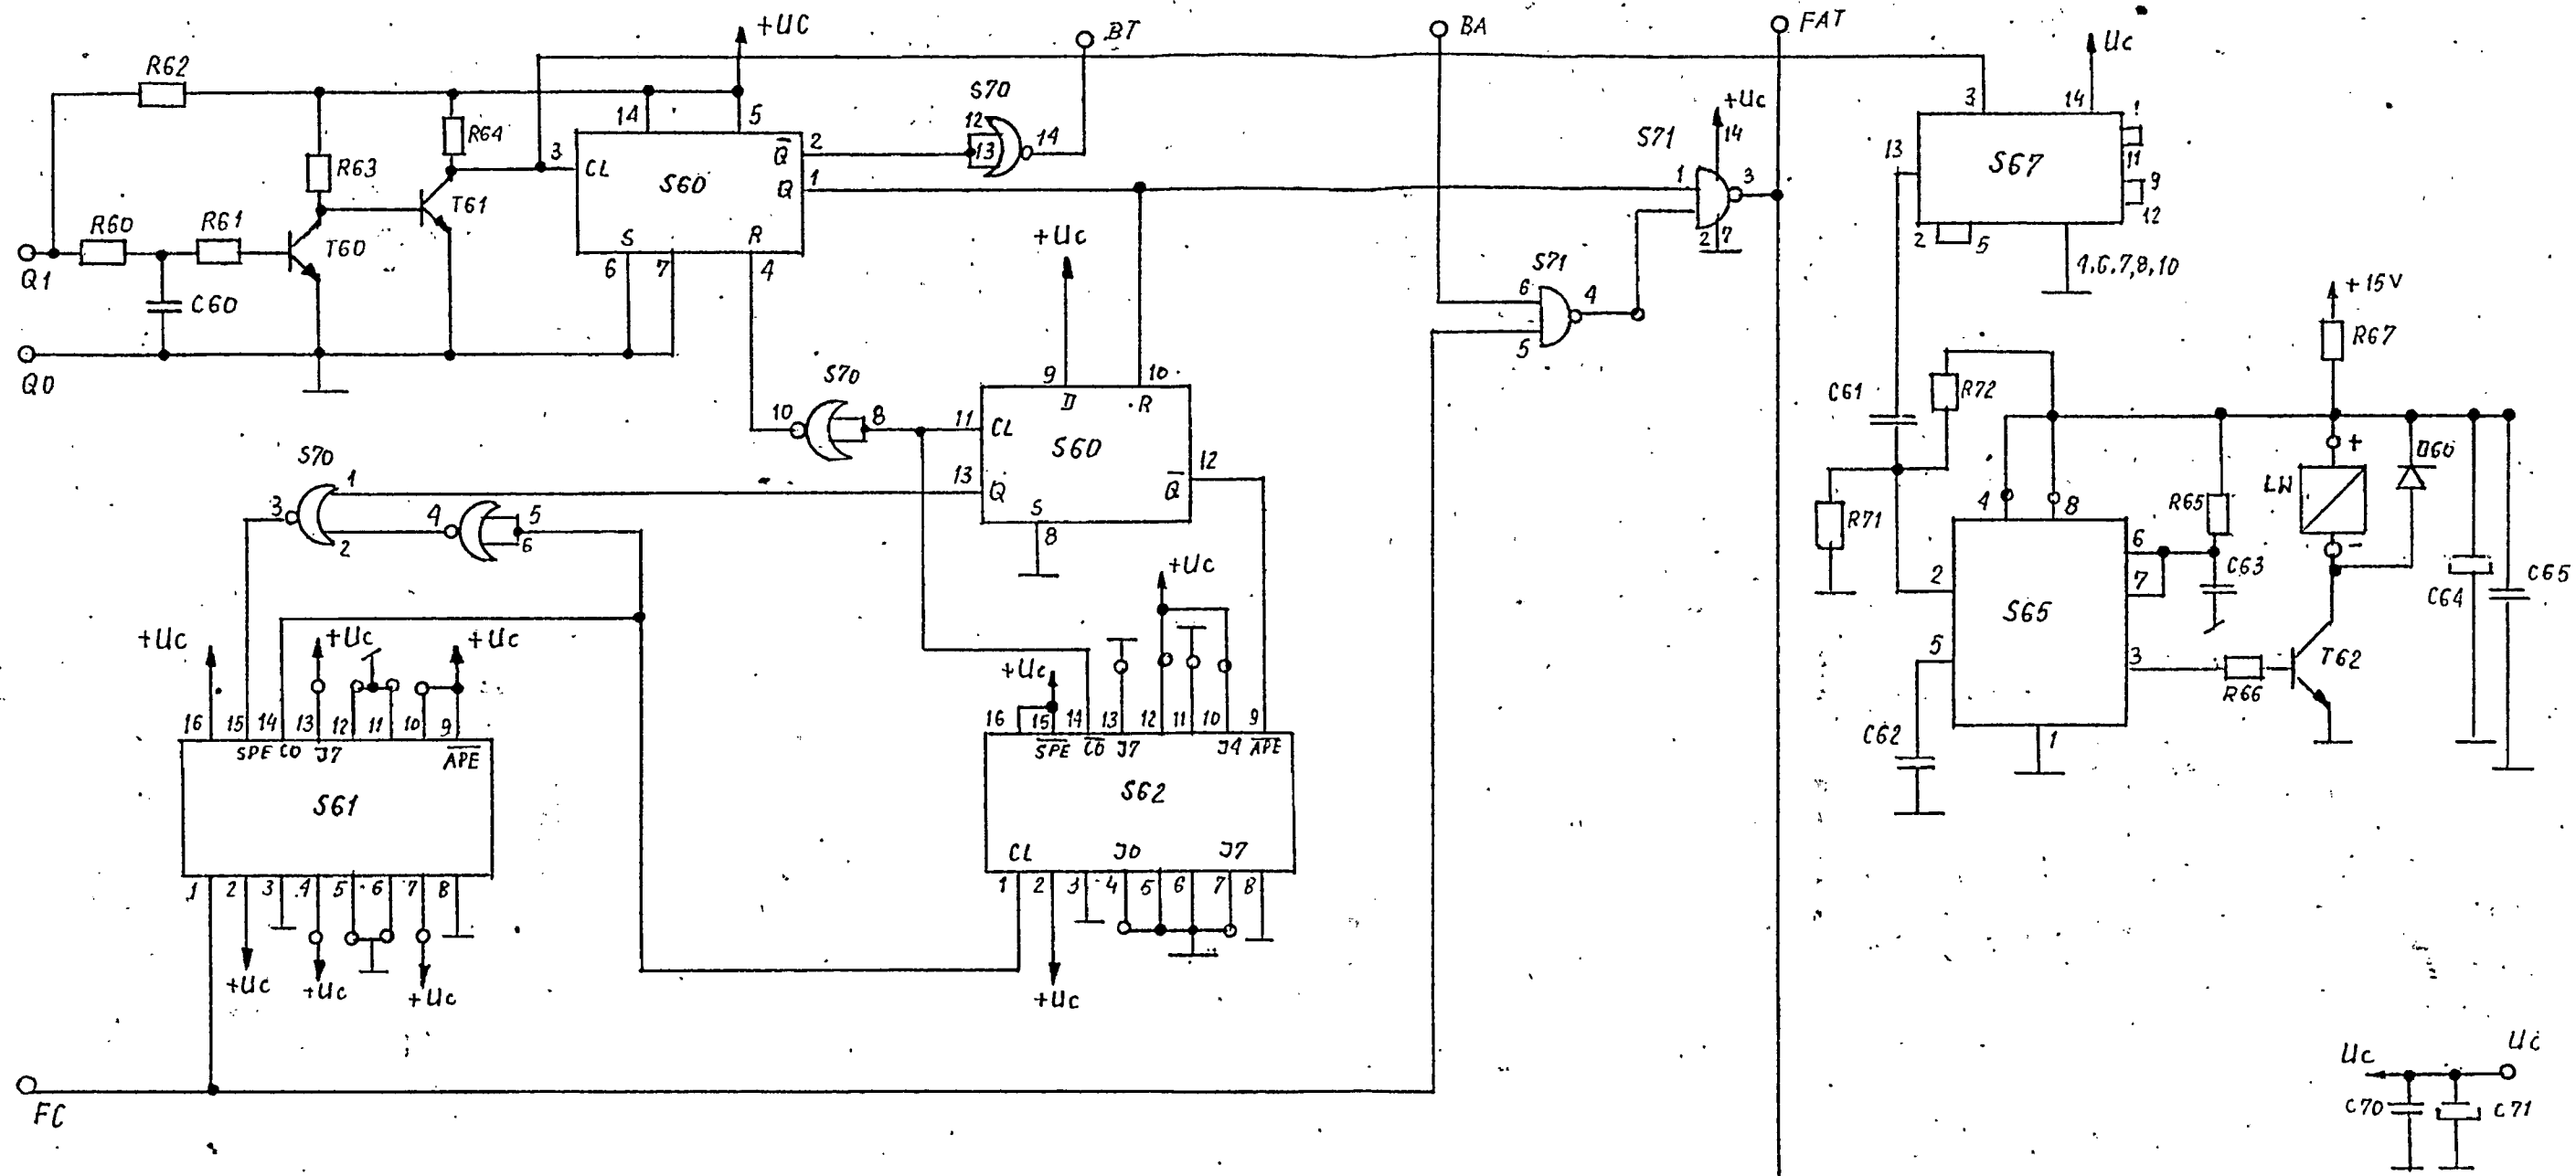 +UC
BT
BA
FAT
R62
R64
R63
R60
R61
T60
T61
C60
Q1
Q0
14
5
3
CL
S60
Q̅
Q
2
1
S
R
6
7
4
S70
12
13
14
+Uc
9
10
D
R
11
CL
S60
13
Q
12
Q̅
S
8
S70
10
8
S70
3
1
2
4
5
6
S71
+Uc
14
1
3
2
7
S71
6
4
5
Uc
3
14
1
13
S67
11
9
12
2
5
4,6,7,8,10
+15V
R67
C61
R72
R71
4
8
R65
LW
+
-
D60
6
7
C63
2
S65
5
3
R66
T62
C62
1
C64
C65
+Uc
+Uc
+Uc
16
15
14
13
12
11
10
9
SPE
CO
J7
A̅P̅E̅
S61
1
2
3
4
5
6
7
8
+Uc
+Uc
+Uc
+Uc
+Uc
16
15
14
13
12
11
10
9
S̅P̅E̅
C̅O̅
J7
J4
A̅P̅E̅
S62
CL
J0
J7
1
2
3
4
5
6
7
8
+Uc
FC
Uc
Uc
C70
C71